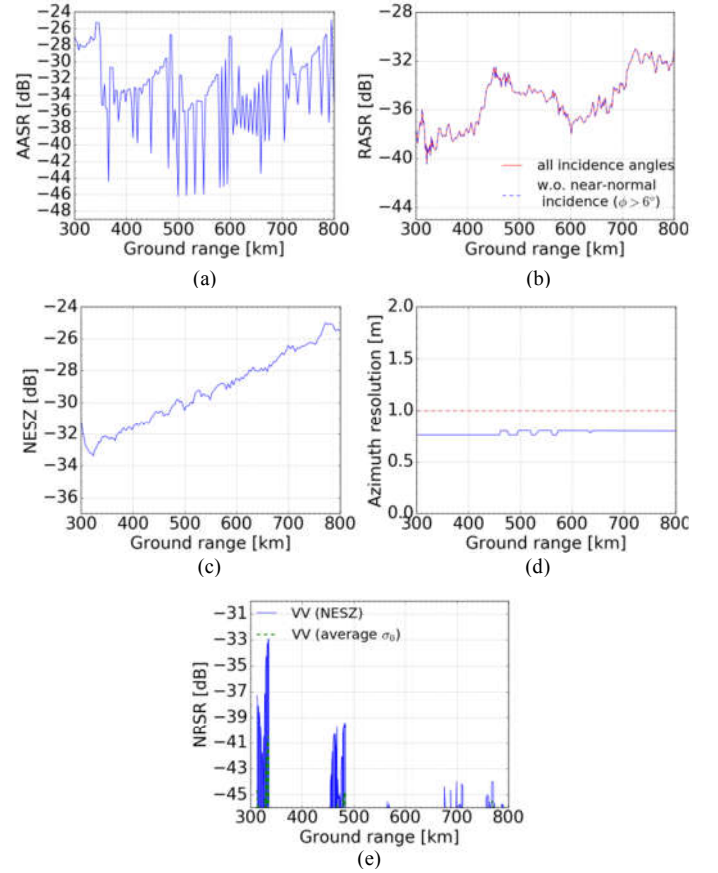 AASR [dB]
−24
−26
−28
−30
−32
−34
−36
−38
−40
−42
−44
−46
−48
300 400 500 600 700 800
Ground range [km]
(a)
RASR [dB]
−32
−36
−40
−44
all incidence angles
w.o. near-normal
incidence (ϕ > 6°)
300 400 500 600 700 800
Ground range [km]
(b)
NESZ [dB]
−24
−26
−28
−30
−32
−34
−36
300 400 500 600 700 800
Ground range [km]
(c)
Azimuth resolution [m]
2.0
1.5
1.0
0.5
0.0
300 400 500 600 700 800
Ground range [km]
(d)
NRSR [dB]
−31
−33
−35
−37
−39
−41
−43
−45
VV (NESZ)
VV (average σ₀)
300 400 500 600 700 800
Ground range [km]
(e)